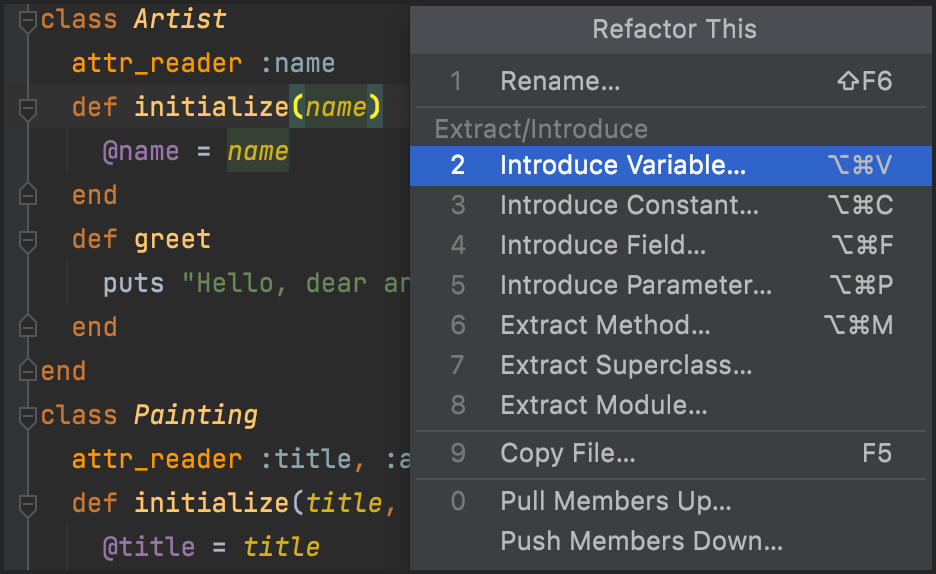 class Artist
attr_reader :name
def initialize(name)
@name = name
end
def greet
puts "Hello, dear
end
end
class Painting
attr_reader :title,
def initialize(title,
@title = title
Refactor This
1 Rename... ⇧F6
Extract/Introduce
2 Introduce Variable... ⌥⌘V
3 Introduce Constant... ⌥⌘C
4 Introduce Field... ⌥⌘F
5 Introduce Parameter... ⌥⌘P
6 Extract Method... ⌥⌘M
7 Extract Superclass...
8 Extract Module...
9 Copy File... F5
0 Pull Members Up...
Push Members Down...